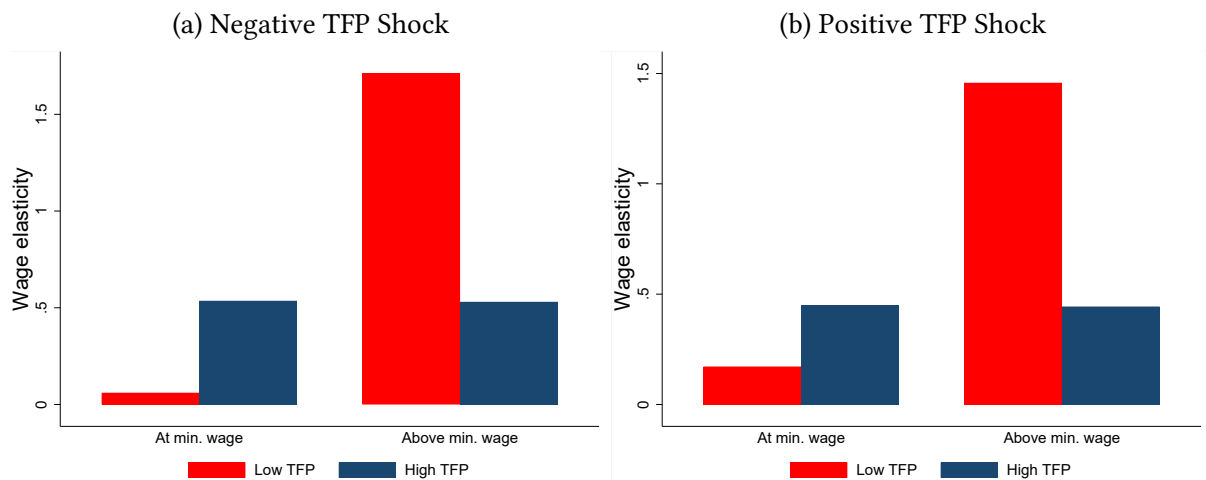 (a) Negative TFP Shock
Wage elasticity
1.5
1
.5
0
At min. wage
Above min. wage
Low TFP
High TFP
(b) Positive TFP Shock
Wage elasticity
1.5
1
.5
0
At min. wage
Above min. wage
Low TFP
High TFP